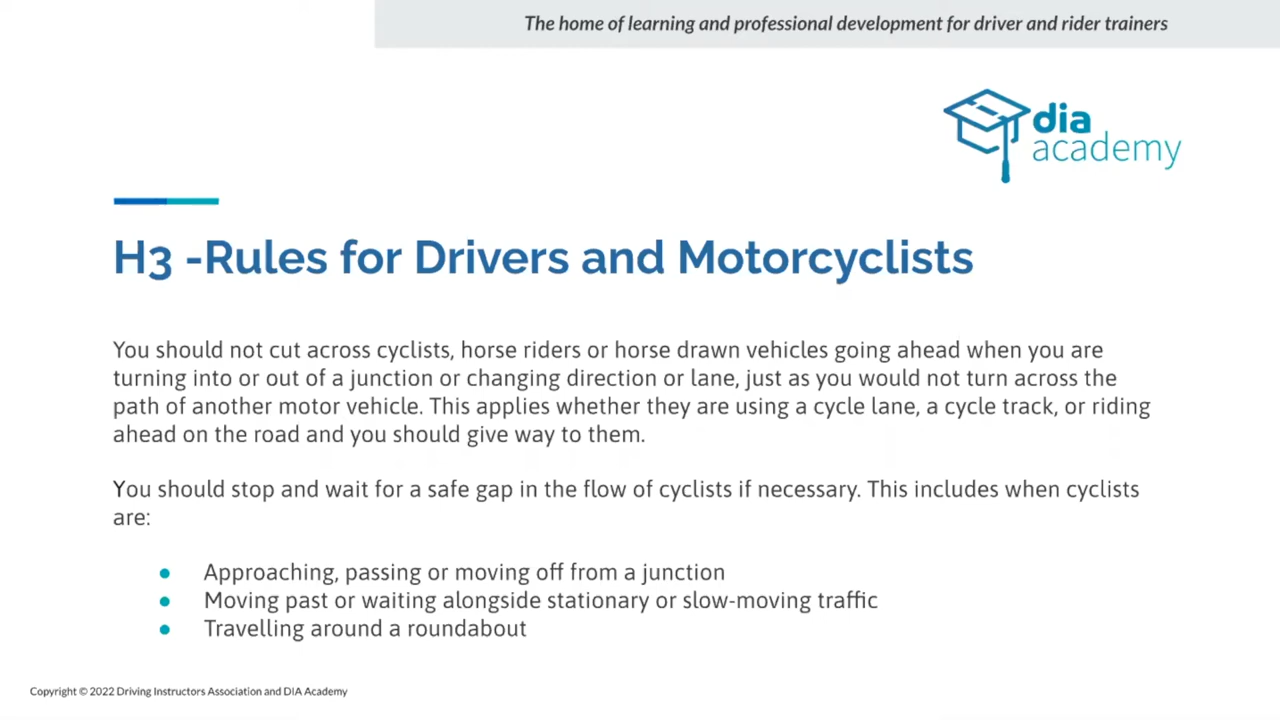 The home of learning and professional development for driver and rider trainers
dia
academy
H3 -Rules for Drivers and Motorcyclists
You should not cut across cyclists, horse riders or horse drawn vehicles going ahead when you are
turning into or out of a junction or changing direction or lane, just as you would not turn across the
path of another motor vehicle. This applies whether they are using a cycle lane, a cycle track, or riding
ahead on the road and you should give way to them.
You should stop and wait for a safe gap in the flow of cyclists if necessary. This includes when cyclists
are:
● Approaching, passing or moving off from a junction
● Moving past or waiting alongside stationary or slow-moving traffic
● Travelling around a roundabout
Copyright © 2022 Driving Instructors Association and DIA Academy